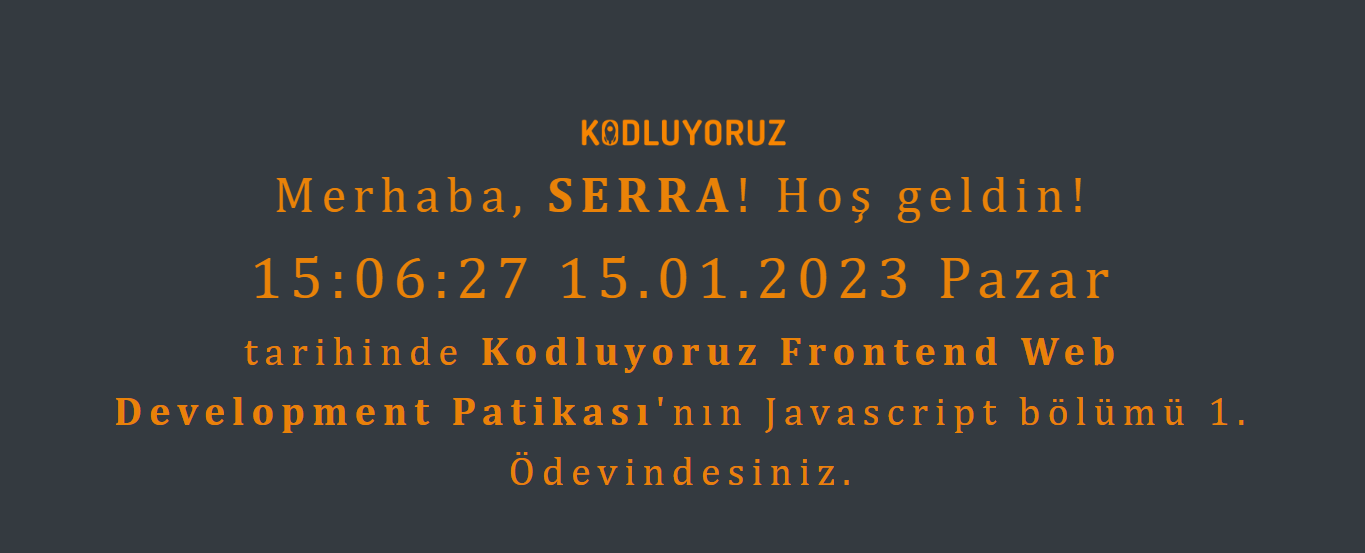 KODLUYORUZ
Merhaba, SERRA! Hoş geldin!
15:06:27 15.01.2023 Pazar
tarihinde Kodluyoruz Frontend Web
Development Patikası'nın Javascript bölümü 1.
Ödevindesiniz.